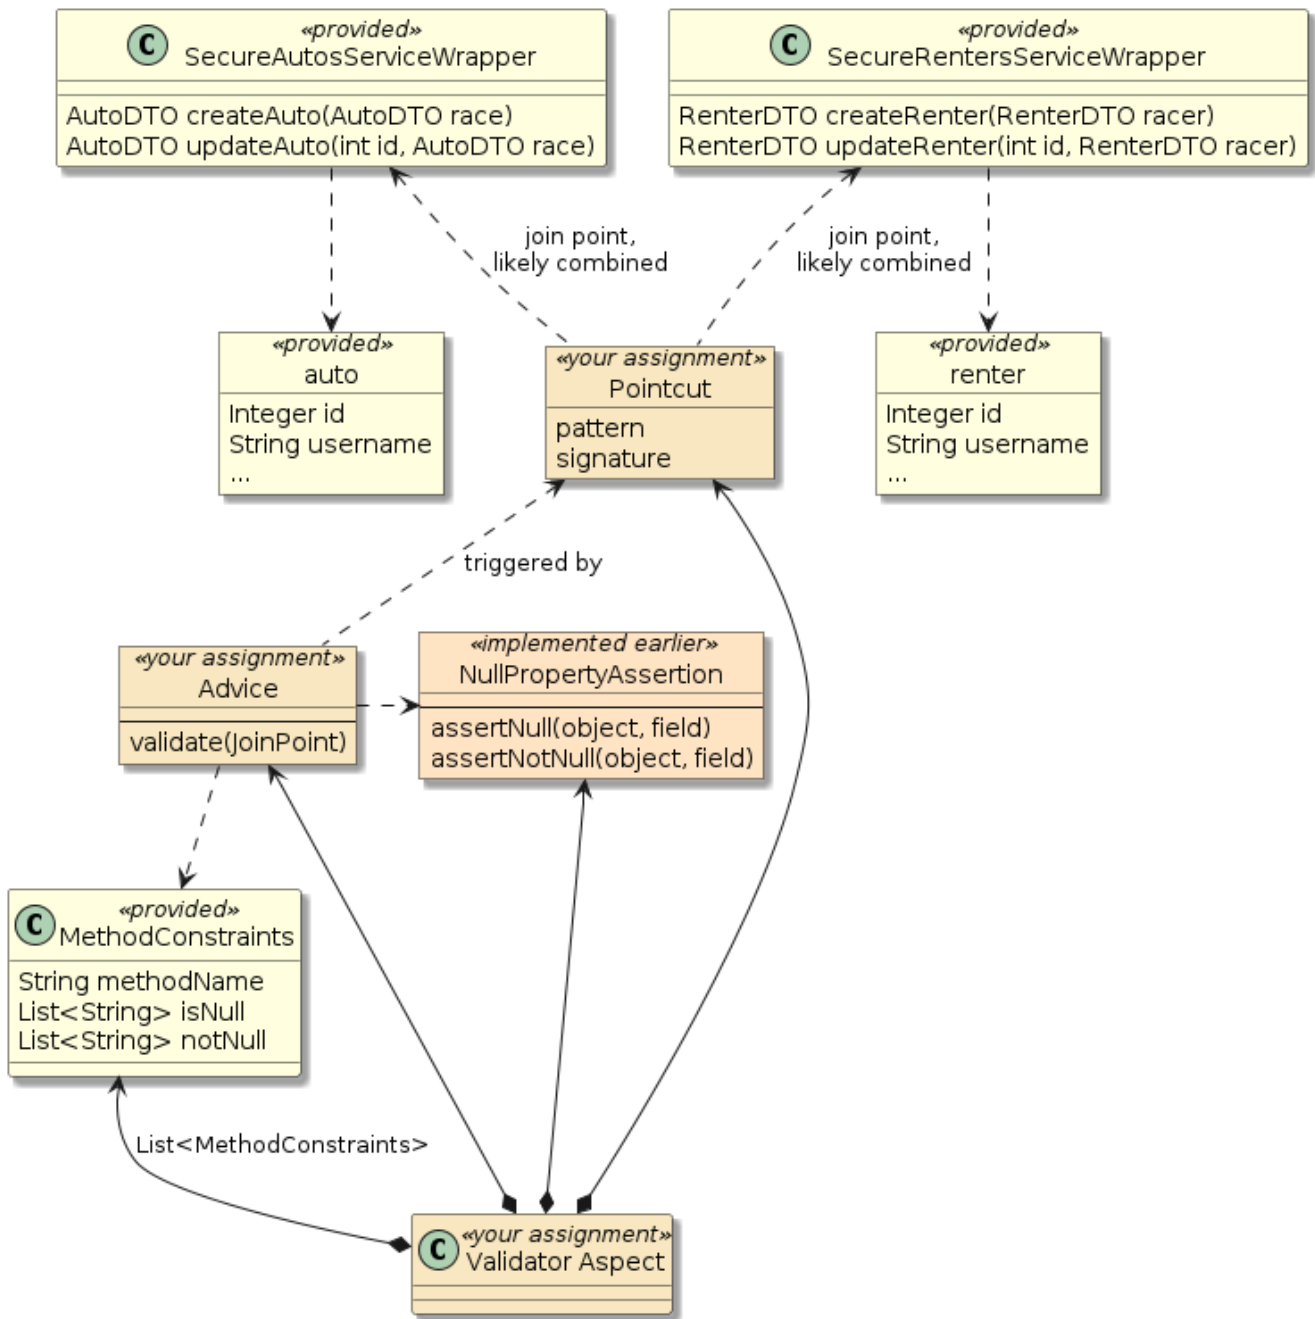 «provided»
C SecureAutosServiceWrapper
AutoDTO createAuto(AutoDTO race)
AutoDTO updateAuto(int id, AutoDTO race)
«provided»
C SecureRentersServiceWrapper
RenterDTO createRenter(RenterDTO racer)
RenterDTO updateRenter(int id, RenterDTO racer)
join point,
likely combined
join point,
likely combined
«provided»
auto
Integer id
String username
...
«your assignment»
Pointcut
pattern
signature
«provided»
renter
Integer id
String username
...
triggered by
«your assignment»
Advice
validate(JoinPoint)
«implemented earlier»
NullPropertyAssertion
assertNull(object, field)
assertNotNull(object, field)
«provided»
C MethodConstraints
String methodName
List<String> isNull
List<String> notNull
List<MethodConstraints>
«your assignment»
C Validator Aspect